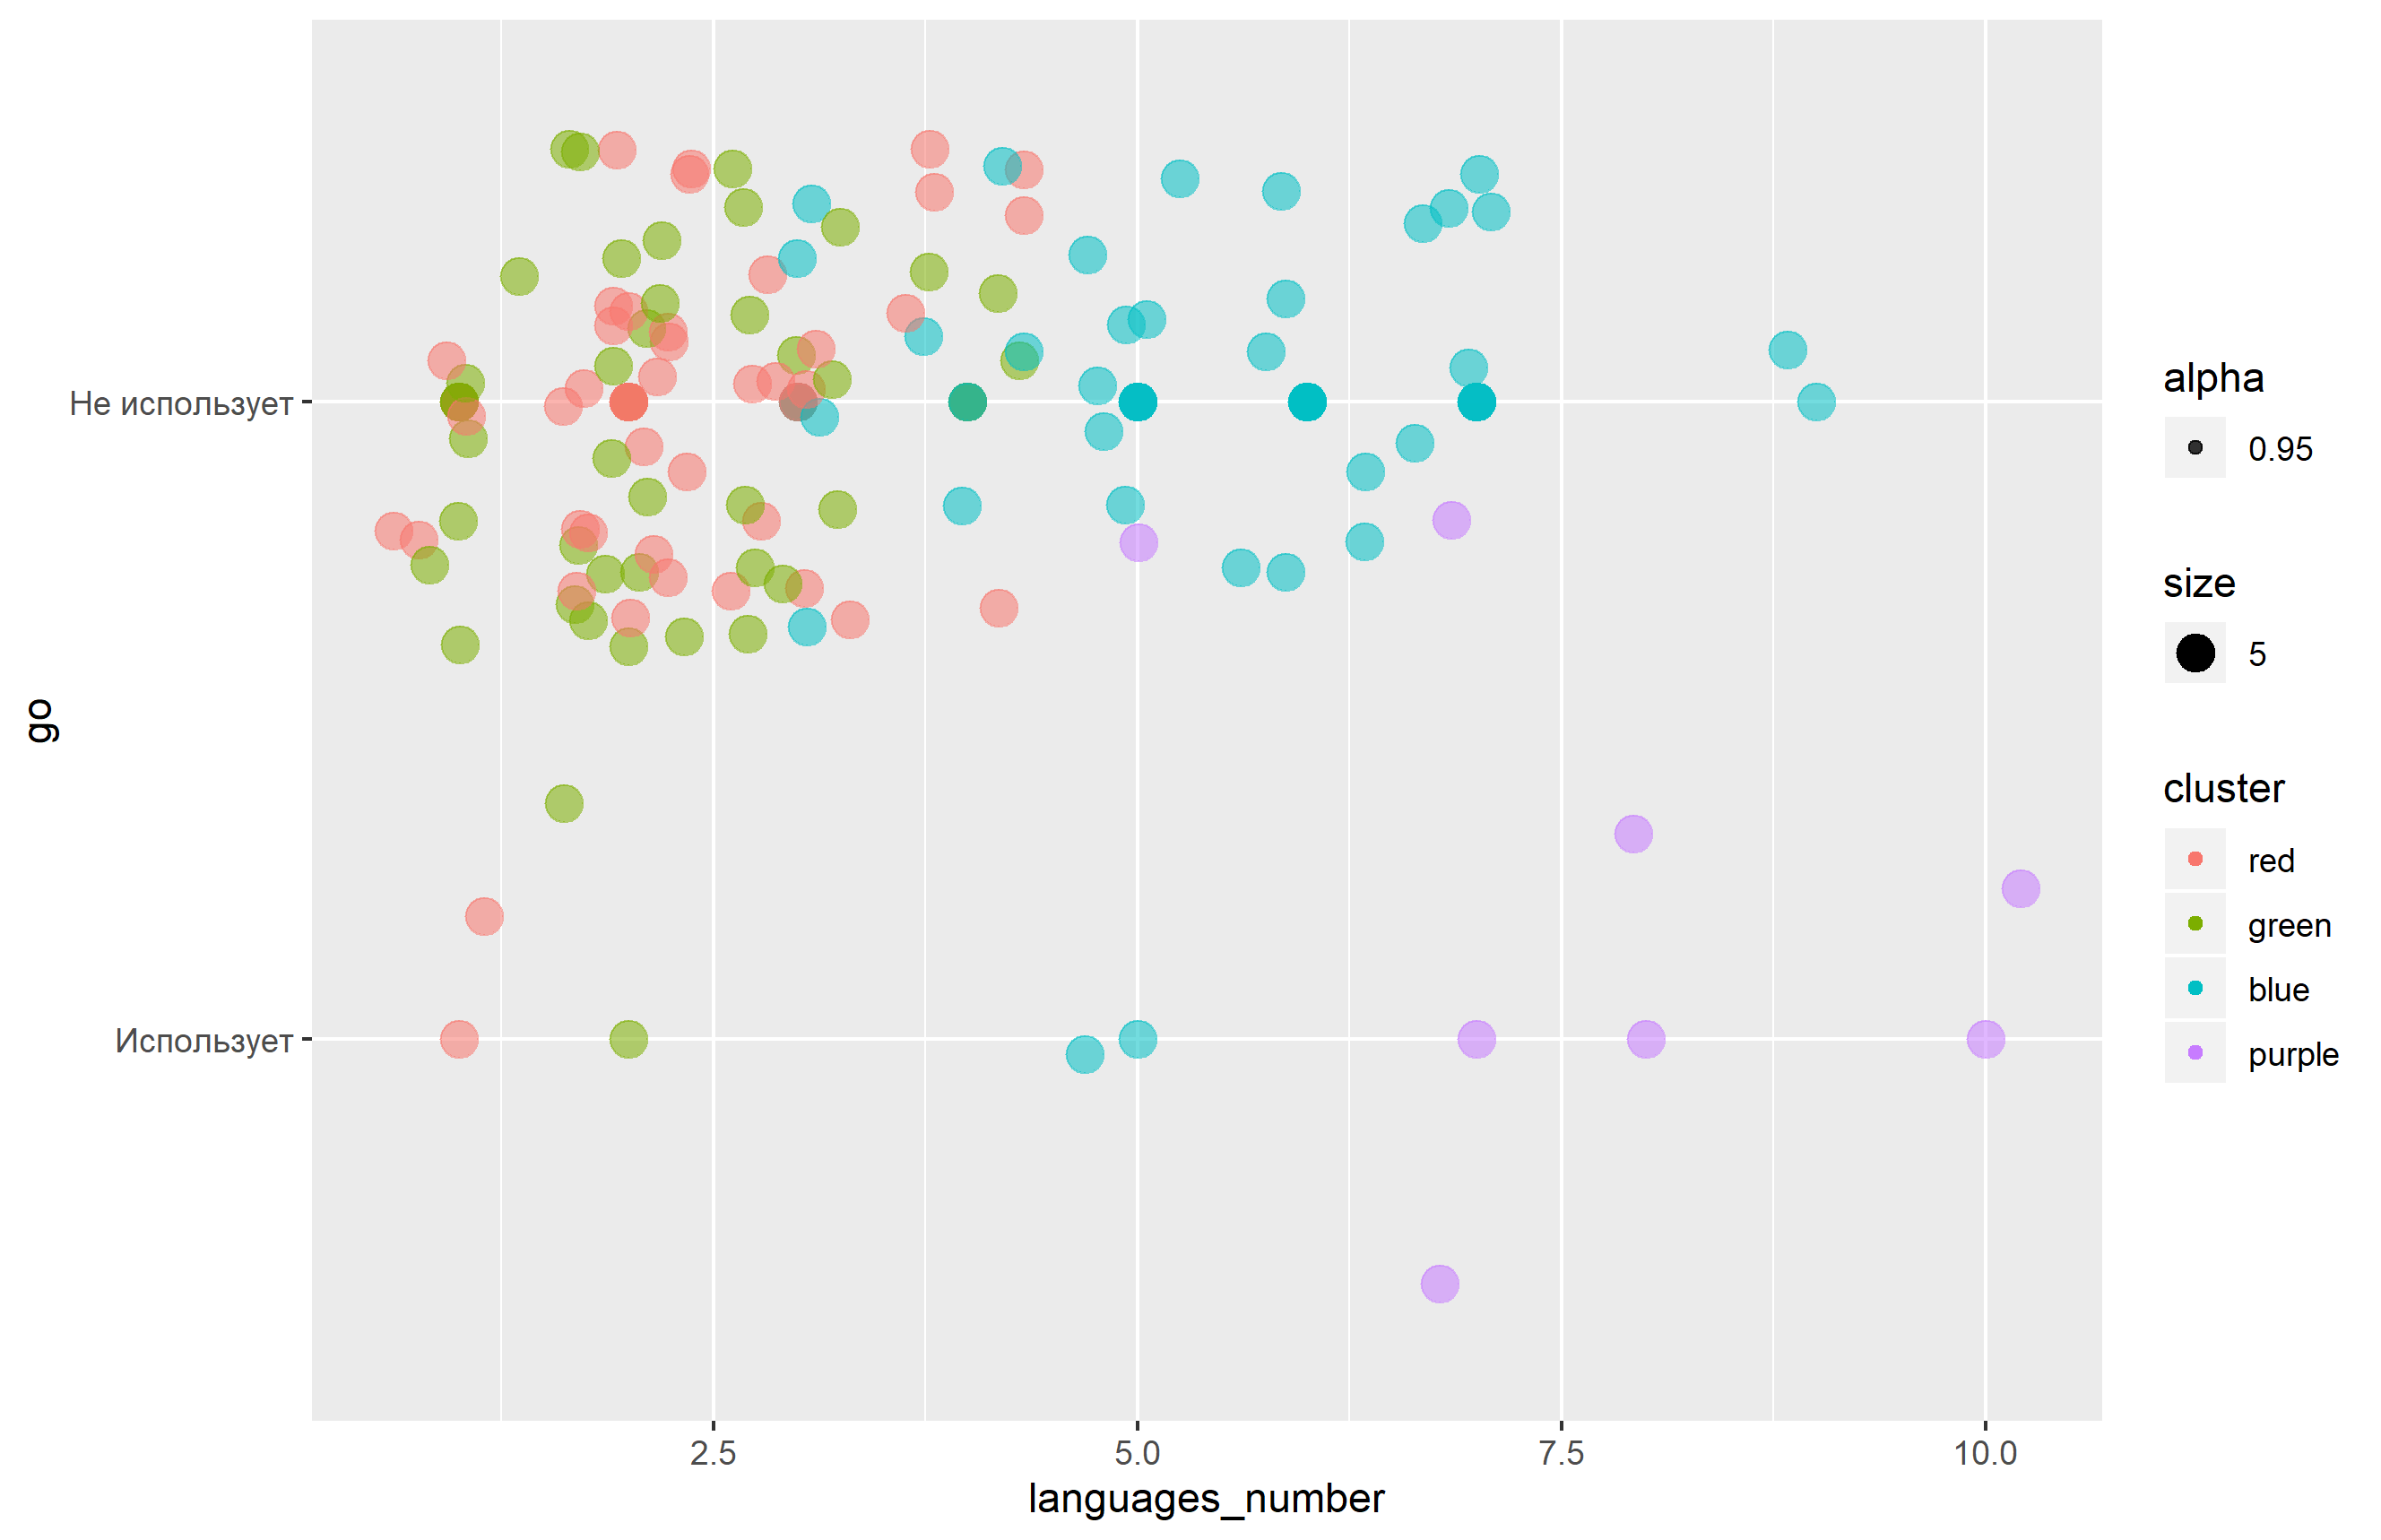 go
Не использует
Использует
2.5
5.0
7.5
10.0
languages_number
alpha
0.95
size
5
cluster
red
green
blue
purple